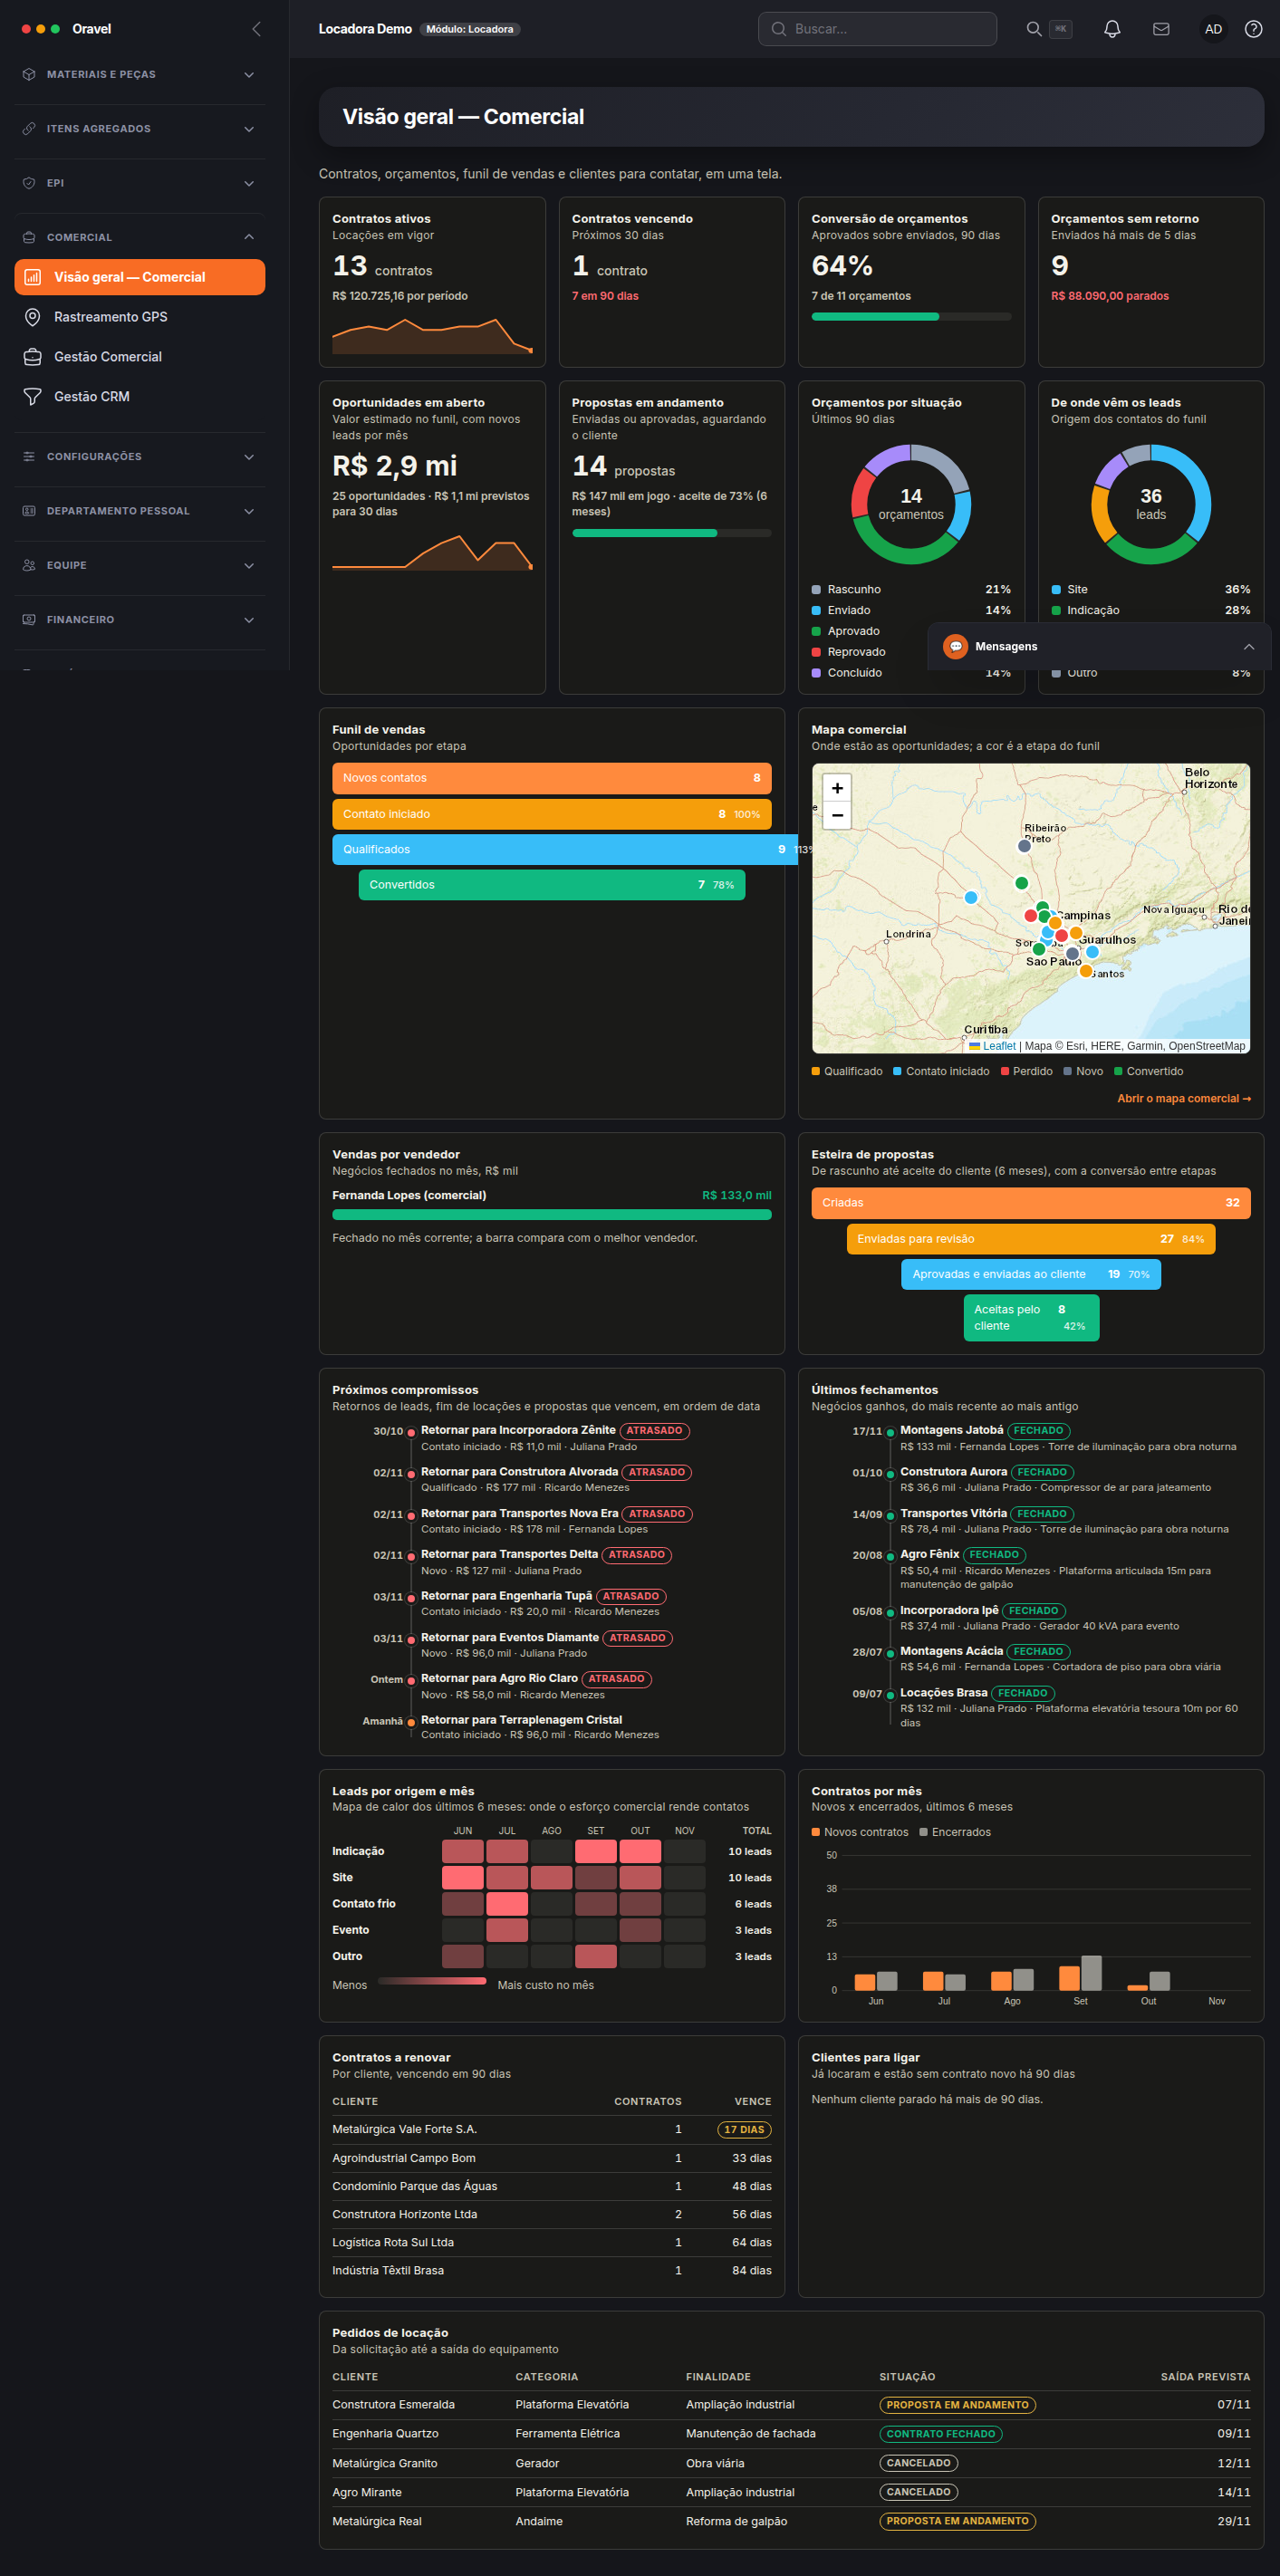 Oravel
Locadora Demo
Módulo: Locadora
Buscar...
⌘K
AD
MATERIAIS E PEÇAS
ITENS AGREGADOS
EPI
COMERCIAL
Visão geral — Comercial
Rastreamento GPS
Gestão Comercial
Gestão CRM
CONFIGURAÇÕES
DEPARTAMENTO PESSOAL
EQUIPE
FINANCEIRO
Visão geral — Comercial
Contratos, orçamentos, funil de vendas e clientes para contatar, em uma tela.
Contratos ativos
Locações em vigor
13 contratos
R$ 120.725,16 por período
Contratos vencendo
Próximos 30 dias
1 contrato
7 em 90 dias
Conversão de orçamentos
Aprovados sobre enviados, 90 dias
64%
7 de 11 orçamentos
Orçamentos sem retorno
Enviados há mais de 5 dias
9
R$ 88.090,00 parados
Oportunidades em aberto
Valor estimado no funil, com novos
leads por mês
R$ 2,9 mi
25 oportunidades · R$ 1,1 mi previstos
para 30 dias
Propostas em andamento
Enviadas ou aprovadas, aguardando
o cliente
14 propostas
R$ 147 mil em jogo · aceite de 73% (6
meses)
Orçamentos por situação
Últimos 90 dias
14
orçamentos
Rascunho 21%
Enviado 14%
Aprovado
Reprovado
Concluído 14%
De onde vêm os leads
Origem dos contatos do funil
36
leads
Site 36%
Indicação 28%
Outro 8%
Mensagens
Funil de vendas
Oportunidades por etapa
Novos contatos 8
Contato iniciado 8 100%
Qualificados 9 113%
Convertidos 7 78%
Mapa comercial
Onde estão as oportunidades; a cor é a etapa do funil
+
−
Belo
Horizonte
Ribeirão
Preto
Campinas
Nova Iguaçu
Londrina
Guarulhos
Sao Paulo
Santos
Curitiba
Leaflet | Mapa © Esri, HERE, Garmin, OpenStreetMap
Qualificado Contato iniciado Perdido Novo Convertido
Abrir o mapa comercial →
Vendas por vendedor
Negócios fechados no mês, R$ mil
Fernanda Lopes (comercial) R$ 133,0 mil
Fechado no mês corrente; a barra compara com o melhor vendedor.
Esteira de propostas
De rascunho até aceite do cliente (6 meses), com a conversão entre etapas
Criadas 32
Enviadas para revisão 27 84%
Aprovadas e enviadas ao cliente 19 70%
Aceitas pelo 8
cliente 42%
Próximos compromissos
Retornos de leads, fim de locações e propostas que vencem, em ordem de data
30/10 Retornar para Incorporadora Zênite ATRASADO
Contato iniciado · R$ 11,0 mil · Juliana Prado
02/11 Retornar para Construtora Alvorada ATRASADO
Qualificado · R$ 177 mil · Ricardo Menezes
02/11 Retornar para Transportes Nova Era ATRASADO
Contato iniciado · R$ 178 mil · Fernanda Lopes
02/11 Retornar para Transportes Delta ATRASADO
Novo · R$ 127 mil · Juliana Prado
03/11 Retornar para Engenharia Tupã ATRASADO
Contato iniciado · R$ 20,0 mil · Ricardo Menezes
03/11 Retornar para Eventos Diamante ATRASADO
Novo · R$ 96,0 mil · Juliana Prado
Ontem Retornar para Agro Rio Claro ATRASADO
Novo · R$ 58,0 mil · Ricardo Menezes
Amanhã Retornar para Terraplenagem Cristal
Contato iniciado · R$ 96,0 mil · Ricardo Menezes
Últimos fechamentos
Negócios ganhos, do mais recente ao mais antigo
17/11 Montagens Jatobá FECHADO
R$ 133 mil · Fernanda Lopes · Torre de iluminação para obra noturna
01/10 Construtora Aurora FECHADO
R$ 36,6 mil · Juliana Prado · Compressor de ar para jateamento
14/09 Transportes Vitória FECHADO
R$ 78,4 mil · Juliana Prado · Torre de iluminação para obra noturna
20/08 Agro Fênix FECHADO
R$ 50,4 mil · Ricardo Menezes · Plataforma articulada 15m para
manutenção de galpão
05/08 Incorporadora Ipê FECHADO
R$ 37,4 mil · Juliana Prado · Gerador 40 kVA para evento
28/07 Montagens Acácia FECHADO
R$ 54,6 mil · Fernanda Lopes · Cortadora de piso para obra viária
09/07 Locações Brasa FECHADO
R$ 132 mil · Juliana Prado · Plataforma elevatória tesoura 10m por 60
dias
Leads por origem e mês
Mapa de calor dos últimos 6 meses: onde o esforço comercial rende contatos
JUN JUL AGO SET OUT NOV TOTAL
Indicação 10 leads
Site 10 leads
Contato frio 6 leads
Evento 3 leads
Outro 3 leads
Menos Mais custo no mês
Contratos por mês
Novos x encerrados, últimos 6 meses
Novos contratos Encerrados
50
38
25
13
0
Jun Jul Ago Set Out Nov
Contratos a renovar
Por cliente, vencendo em 90 dias
CLIENTE CONTRATOS VENCE
Metalúrgica Vale Forte S.A. 1 17 DIAS
Agroindustrial Campo Bom 1 33 dias
Condomínio Parque das Águas 1 48 dias
Construtora Horizonte Ltda 2 56 dias
Logística Rota Sul Ltda 1 64 dias
Indústria Têxtil Brasa 1 84 dias
Clientes para ligar
Já locaram e estão sem contrato novo há 90 dias
Nenhum cliente parado há mais de 90 dias.
Pedidos de locação
Da solicitação até a saída do equipamento
CLIENTE CATEGORIA FINALIDADE SITUAÇÃO SAÍDA PREVISTA
Construtora Esmeralda Plataforma Elevatória Ampliação industrial PROPOSTA EM ANDAMENTO 07/11
Engenharia Quartzo Ferramenta Elétrica Manutenção de fachada CONTRATO FECHADO 09/11
Metalúrgica Granito Gerador Obra viária CANCELADO 12/11
Agro Mirante Plataforma Elevatória Ampliação industrial CANCELADO 14/11
Metalúrgica Real Andaime Reforma de galpão PROPOSTA EM ANDAMENTO 29/11